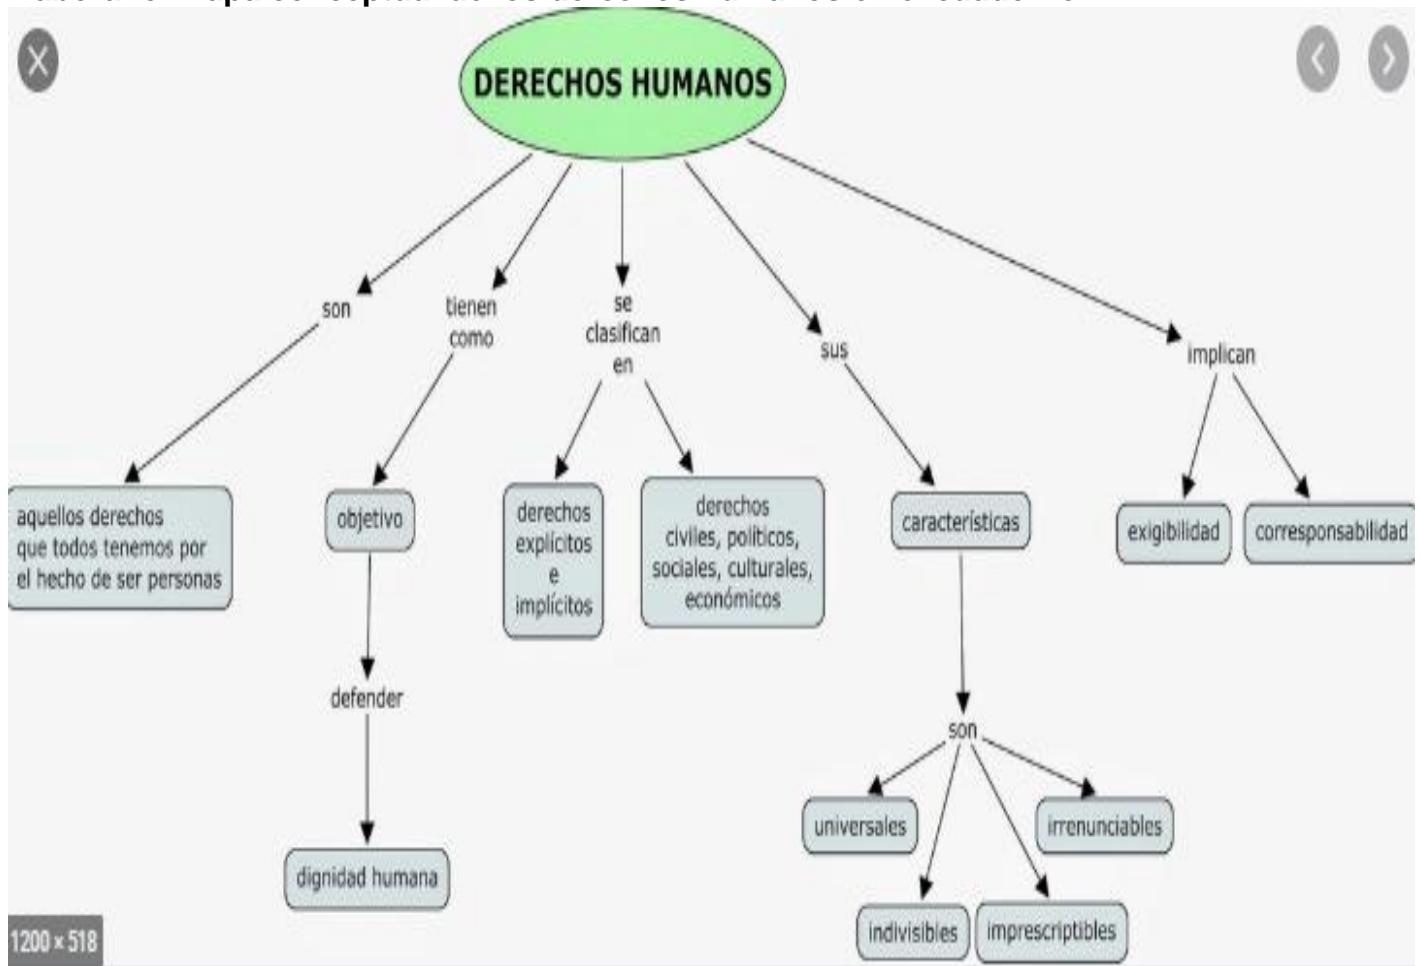 DERECHOS HUMANOS
son
tienen
como
se
clasifican
en
sus
implican
aquellos derechos
que todos tenemos por
el hecho de ser personas
objetivo
derechos
explícitos
e
implícitos
derechos
civiles, políticos,
sociales, culturales,
económicos
características
exigibilidad
corresponsabilidad
defender
dignidad humana
son
universales
irrenunciables
indivisibles
imprescriptibles
1200 × 518